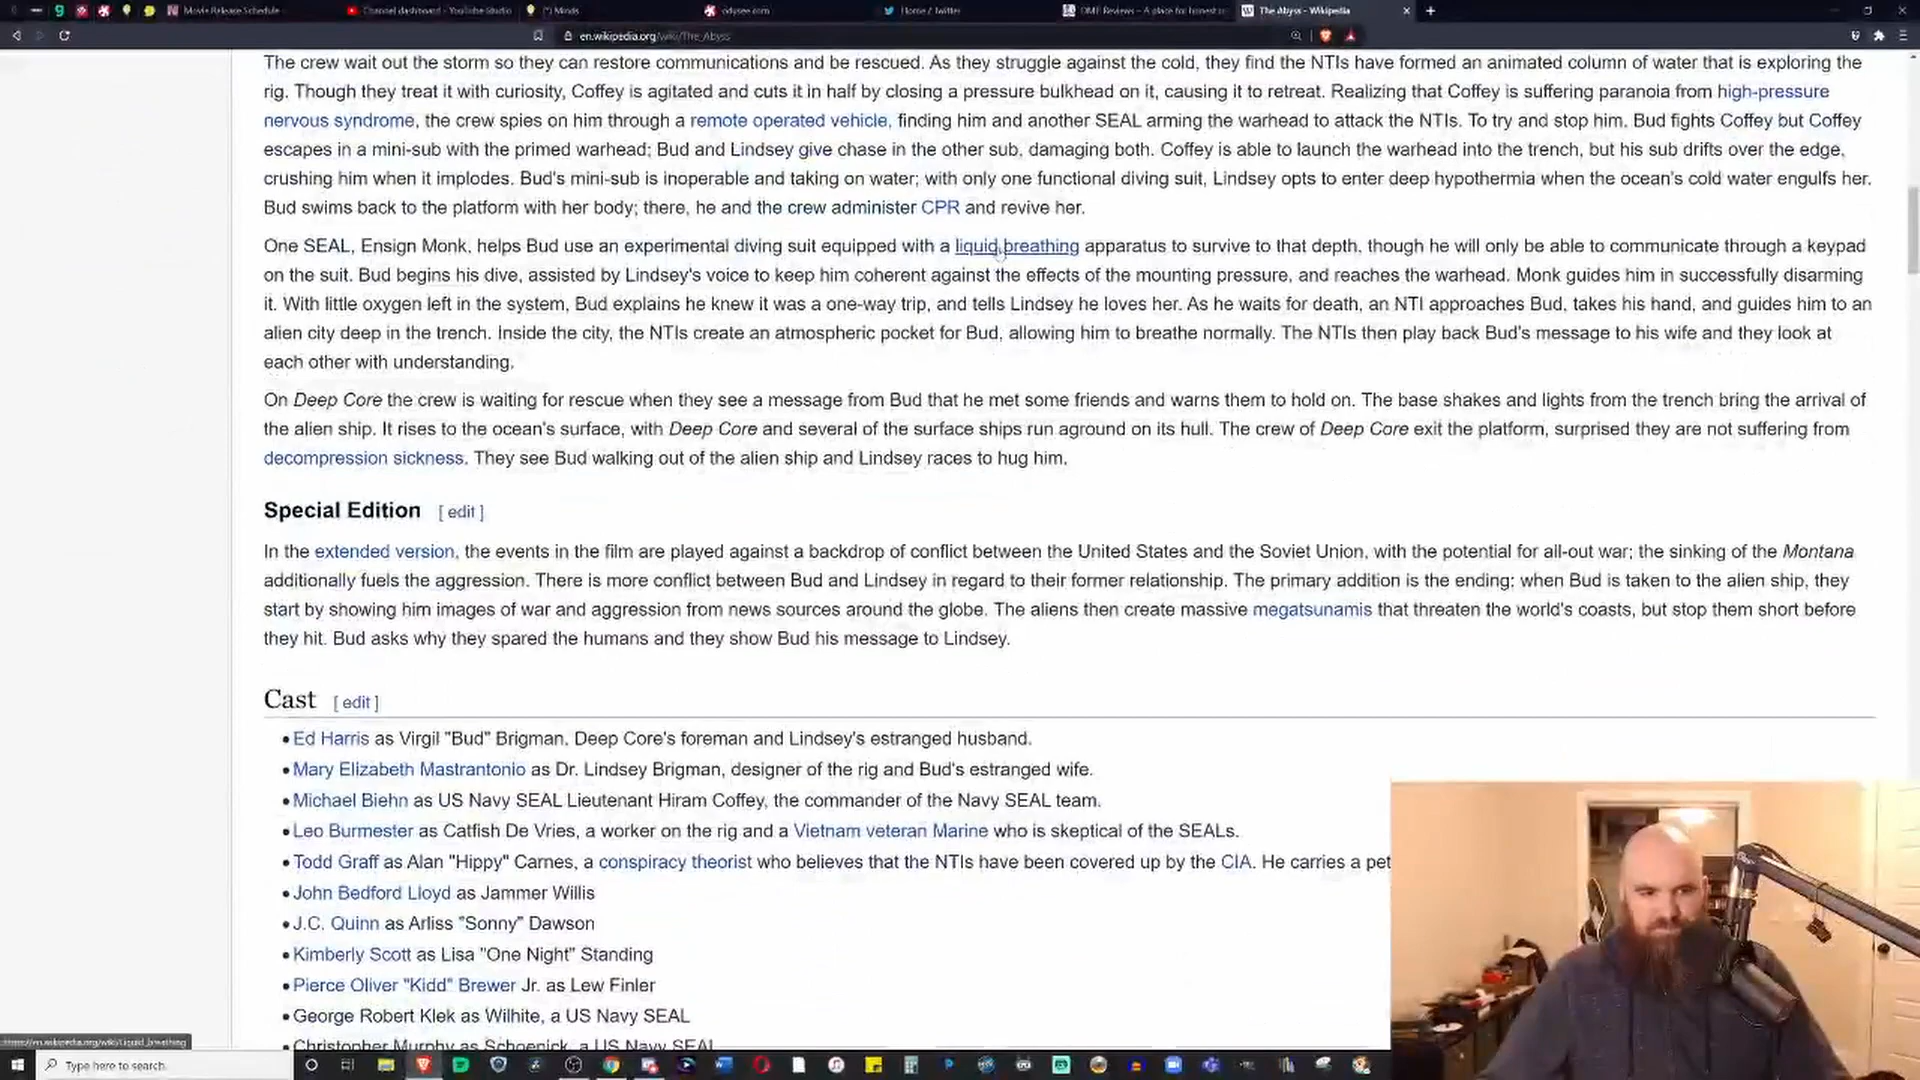 Movie Release Schedule
Channel dashboard - YouTube Studio
(*) Minds
odysee.com
Home / Twitter
DMF Reviews - A place for honest
The Abyss - Wikipedia
en.wikipedia.org/wiki/The_Abyss
The crew wait out the storm so they can restore communications and be rescued. As they struggle against the cold, they find the NTIs have formed an animated column of water that is exploring the
rig. Though they treat it with curiosity, Coffey is agitated and cuts it in half by closing a pressure bulkhead on it, causing it to retreat. Realizing that Coffey is suffering paranoia from high-pressure
nervous syndrome, the crew spies on him through a remote operated vehicle, finding him and another SEAL arming the warhead to attack the NTIs. To try and stop him, Bud fights Coffey but Coffey
escapes in a mini-sub with the primed warhead; Bud and Lindsey give chase in the other sub, damaging both. Coffey is able to launch the warhead into the trench, but his sub drifts over the edge,
crushing him when it implodes. Bud's mini-sub is inoperable and taking on water; with only one functional diving suit, Lindsey opts to enter deep hypothermia when the ocean's cold water engulfs her.
Bud swims back to the platform with her body; there, he and the crew administer CPR and revive her.
One SEAL, Ensign Monk, helps Bud use an experimental diving suit equipped with a liquid breathing apparatus to survive to that depth, though he will only be able to communicate through a keypad
on the suit. Bud begins his dive, assisted by Lindsey's voice to keep him coherent against the effects of the mounting pressure, and reaches the warhead. Monk guides him in successfully disarming
it. With little oxygen left in the system, Bud explains he knew it was a one-way trip, and tells Lindsey he loves her. As he waits for death, an NTI approaches Bud, takes his hand, and guides him to an
alien city deep in the trench. Inside the city, the NTIs create an atmospheric pocket for Bud, allowing him to breathe normally. The NTIs then play back Bud's message to his wife and they look at
each other with understanding.
On Deep Core the crew is waiting for rescue when they see a message from Bud that he met some friends and warns them to hold on. The base shakes and lights from the trench bring the arrival of
the alien ship. It rises to the ocean's surface, with Deep Core and several of the surface ships run aground on its hull. The crew of Deep Core exit the platform, surprised they are not suffering from
decompression sickness. They see Bud walking out of the alien ship and Lindsey races to hug him.
Special Edition [ edit ]
In the extended version, the events in the film are played against a backdrop of conflict between the United States and the Soviet Union, with the potential for all-out war; the sinking of the Montana
additionally fuels the aggression. There is more conflict between Bud and Lindsey in regard to their former relationship. The primary addition is the ending: when Bud is taken to the alien ship, they
start by showing him images of war and aggression from news sources around the globe. The aliens then create massive megatsunamis that threaten the world's coasts, but stop them short before
they hit. Bud asks why they spared the humans and they show Bud his message to Lindsey.
Cast [ edit ]
• Ed Harris as Virgil "Bud" Brigman, Deep Core's foreman and Lindsey's estranged husband.
• Mary Elizabeth Mastrantonio as Dr. Lindsey Brigman, designer of the rig and Bud's estranged wife.
• Michael Biehn as US Navy SEAL Lieutenant Hiram Coffey, the commander of the Navy SEAL team.
• Leo Burmester as Catfish De Vries, a worker on the rig and a Vietnam veteran Marine who is skeptical of the SEALs.
• Todd Graff as Alan "Hippy" Carnes, a conspiracy theorist who believes that the NTIs have been covered up by the CIA. He carries a pet
• John Bedford Lloyd as Jammer Willis
• J.C. Quinn as Arliss "Sonny" Dawson
• Kimberly Scott as Lisa "One Night" Standing
• Pierce Oliver "Kidd" Brewer Jr. as Lew Finler
• George Robert Klek as Wilhite, a US Navy SEAL
• Christopher Murphy as Schoenick, a US Navy SEAL
https://en.wikipedia.org/wiki/Liquid_breathing
Type here to search